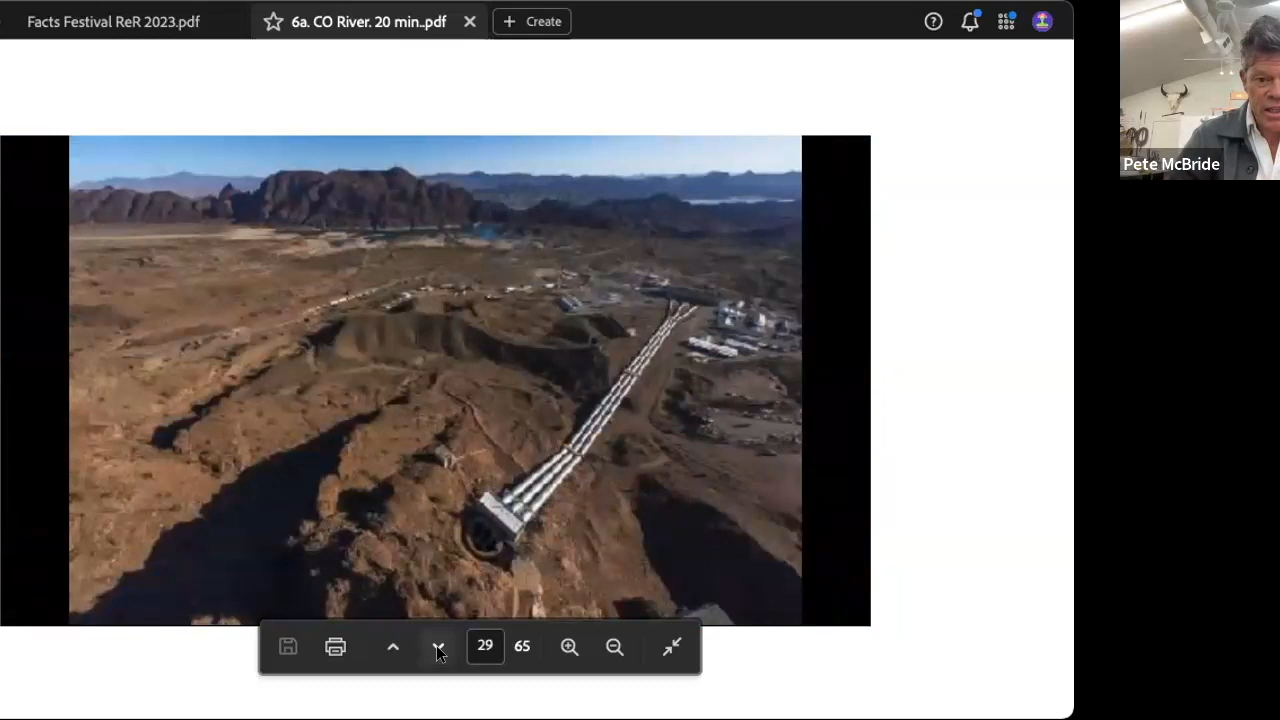 Facts Festival ReR 2023.pdf
6a. CO River. 20 min..pdf
Create
Pete McBride
29 65